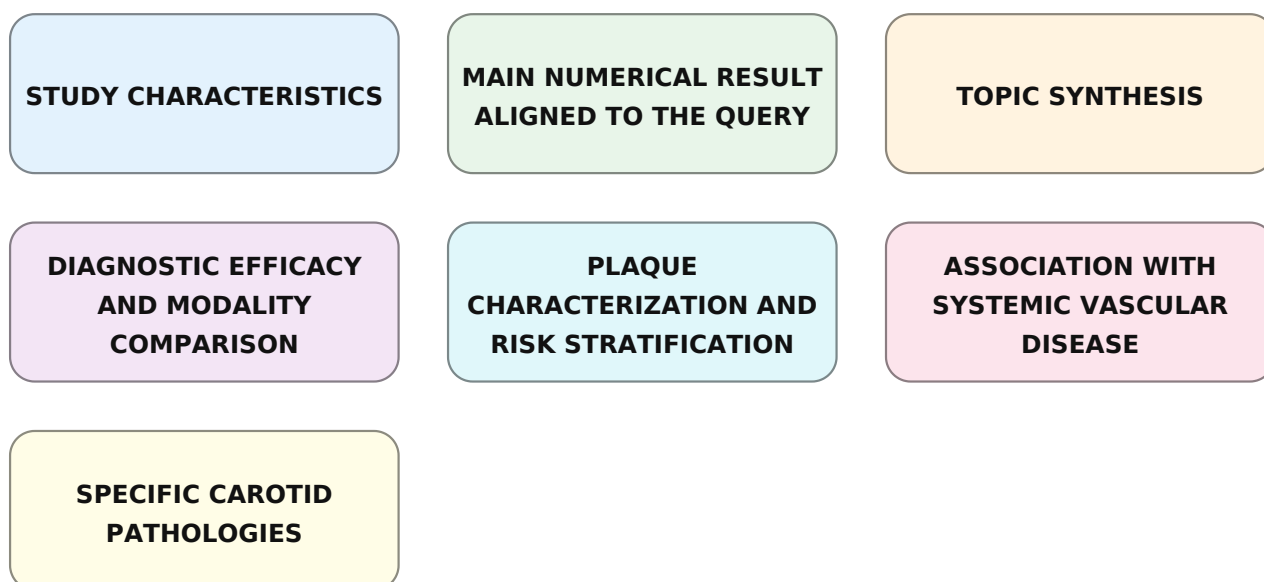 STUDY CHARACTERISTICS
MAIN NUMERICAL RESULT
ALIGNED TO THE QUERY
TOPIC SYNTHESIS
DIAGNOSTIC EFFICACY
AND MODALITY
COMPARISON
PLAQUE
CHARACTERIZATION AND
RISK STRATIFICATION
ASSOCIATION WITH
SYSTEMIC VASCULAR
DISEASE
SPECIFIC CAROTID
PATHOLOGIES